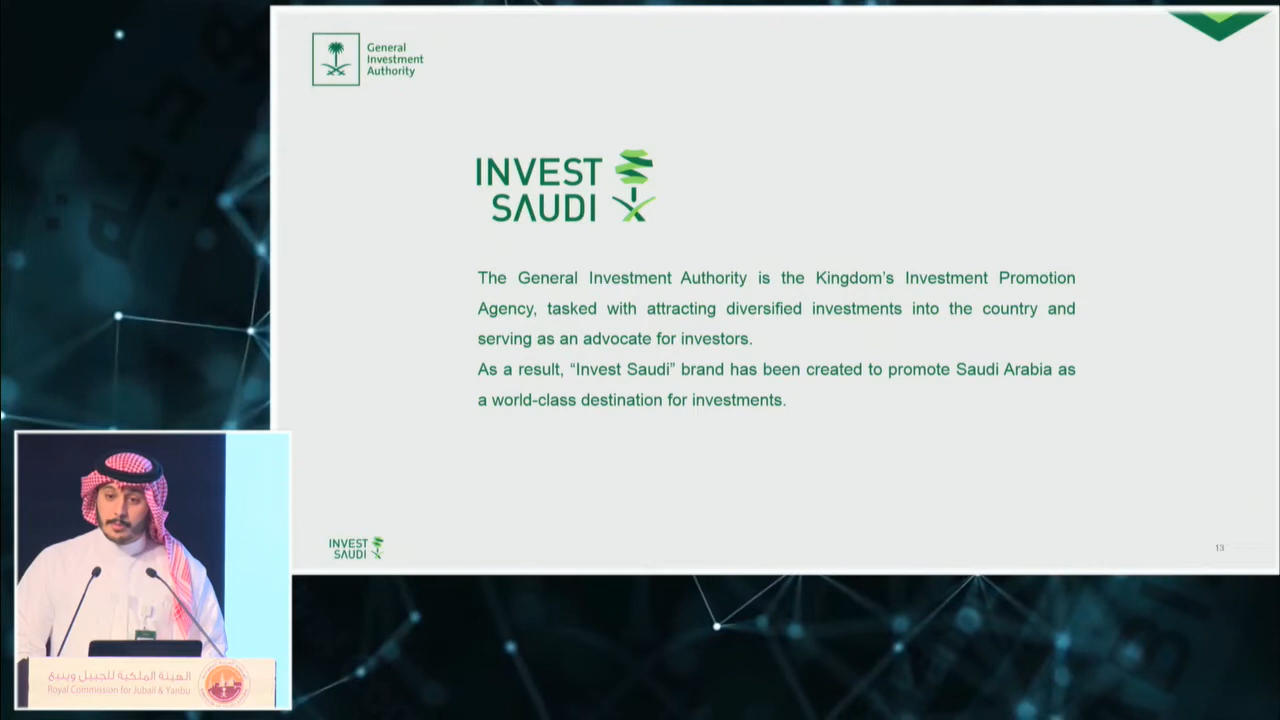 General
Investment
Authority
INVEST
SAUDI
The General Investment Authority is the Kingdom’s Investment Promotion
Agency, tasked with attracting diversified investments into the country and
serving as an advocate for investors.
As a result, “Invest Saudi” brand has been created to promote Saudi Arabia as
a world-class destination for investments.
INVEST
SAUDI
13
الهيئة الملكية للجبيل وينبع
Royal Commission for Jubail & Yanbu